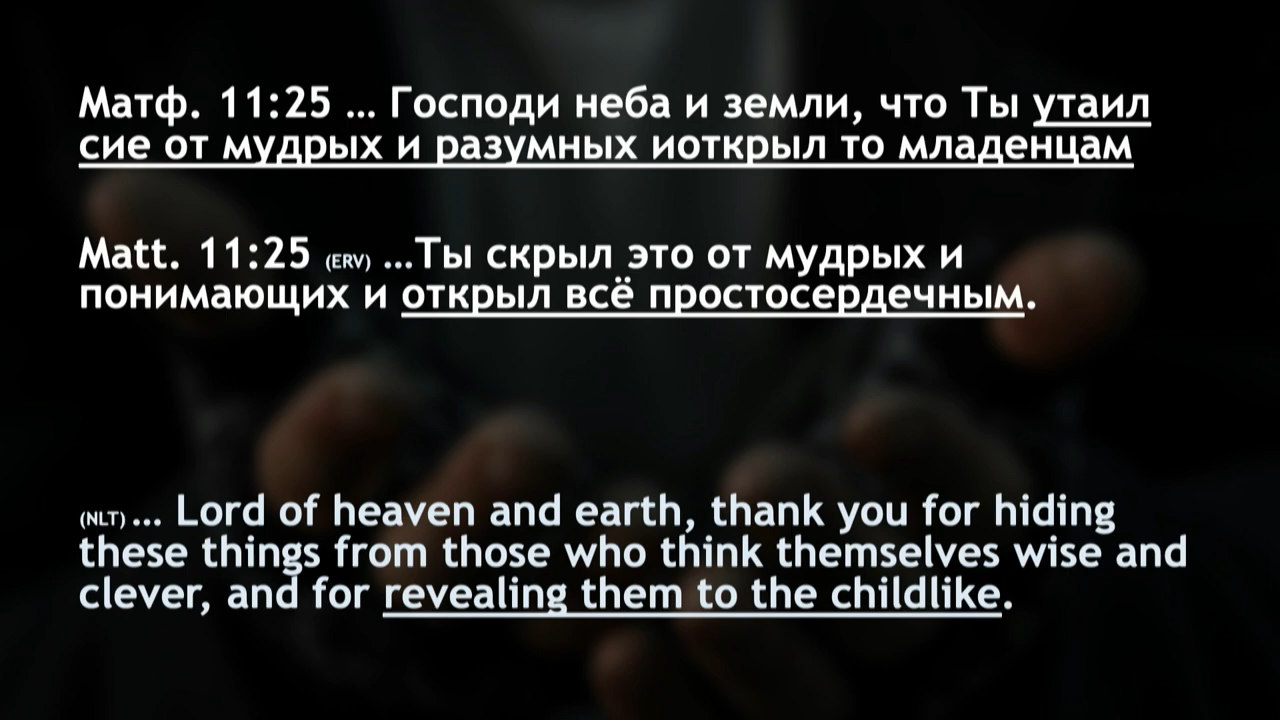 Матф. 11:25 … Господи неба и земли, что Ты утаил
сие от мудрых и разумных иоткрыл то младенцам
Matt. 11:25 (ERV) …Ты скрыл это от мудрых и
понимающих и открыл всё простосердечным.
(NLT) … Lord of heaven and earth, thank you for hiding
these things from those who think themselves wise and
clever, and for revealing them to the childlike.